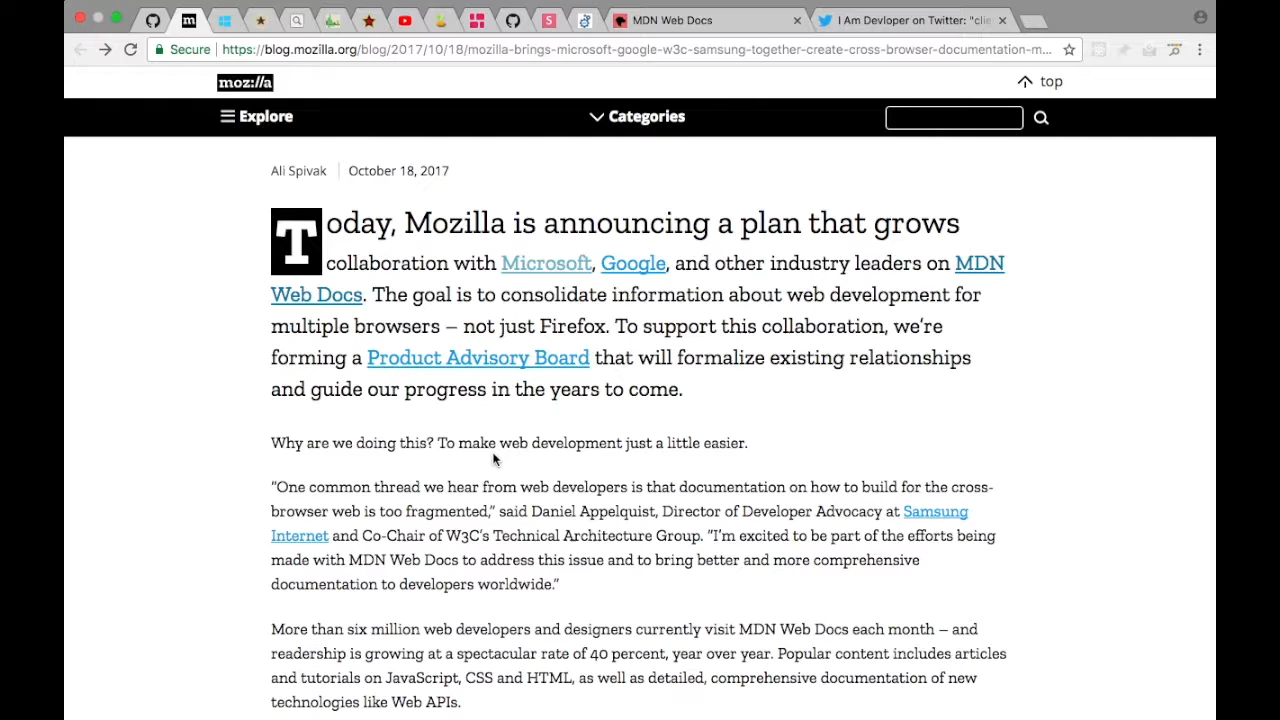 MDN Web Docs
I Am Devloper on Twitter: "clie
Secure
https://blog.mozilla.org/blog/2017/10/18/mozilla-brings-microsoft-google-w3c-samsung-together-create-cross-browser-documentation-m...
moz://a
top
Explore
Categories
Ali Spivak
October 18, 2017
Today, Mozilla is announcing a plan that grows
collaboration with Microsoft, Google, and other industry leaders on MDN
Web Docs. The goal is to consolidate information about web development for
multiple browsers – not just Firefox. To support this collaboration, we’re
forming a Product Advisory Board that will formalize existing relationships
and guide our progress in the years to come.
Why are we doing this? To make web development just a little easier.
“One common thread we hear from web developers is that documentation on how to build for the cross-
browser web is too fragmented,” said Daniel Appelquist, Director of Developer Advocacy at Samsung
Internet and Co-Chair of W3C’s Technical Architecture Group. “I’m excited to be part of the efforts being
made with MDN Web Docs to address this issue and to bring better and more comprehensive
documentation to developers worldwide.”
More than six million web developers and designers currently visit MDN Web Docs each month – and
readership is growing at a spectacular rate of 40 percent, year over year. Popular content includes articles
and tutorials on JavaScript, CSS and HTML, as well as detailed, comprehensive documentation of new
technologies like Web APIs.